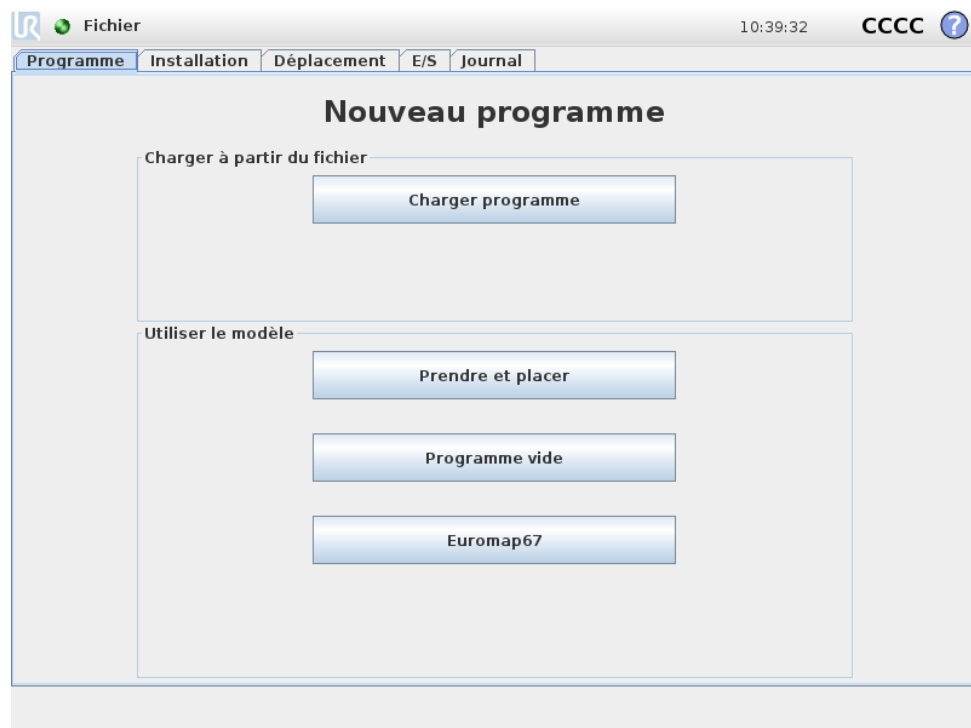 UR Fichier 10:39:32 CCCC ?
Programme Installation Déplacement E/S Journal
Nouveau programme
Charger à partir du fichier
Charger programme
Utiliser le modèle
Prendre et placer
Programme vide
Euromap67